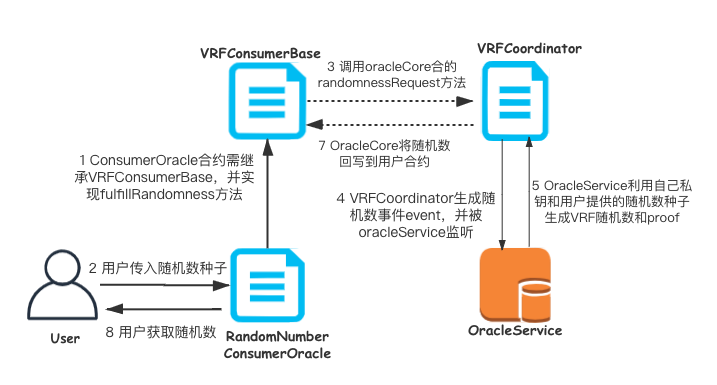 VRFConsumerBase
VRFCoordinator
3 调用oracleCore合的
randomnessRequest方法
7 OracleCore将随机数
回写到用户合约
1 ConsumerOracle合约需继
承VRFConsumerBase，并实
现fulfillRandomness方法
4 VRFCoordinator生成随
机数事件event，并被
oracleService监听
5 OracleService利用自己私
钥和用户提供的随机数种子
生成VRF随机数和proof
2 用户传入随机数种子
8 用户获取随机数
User
RandomNumber
ConsumerOracle
OracleService